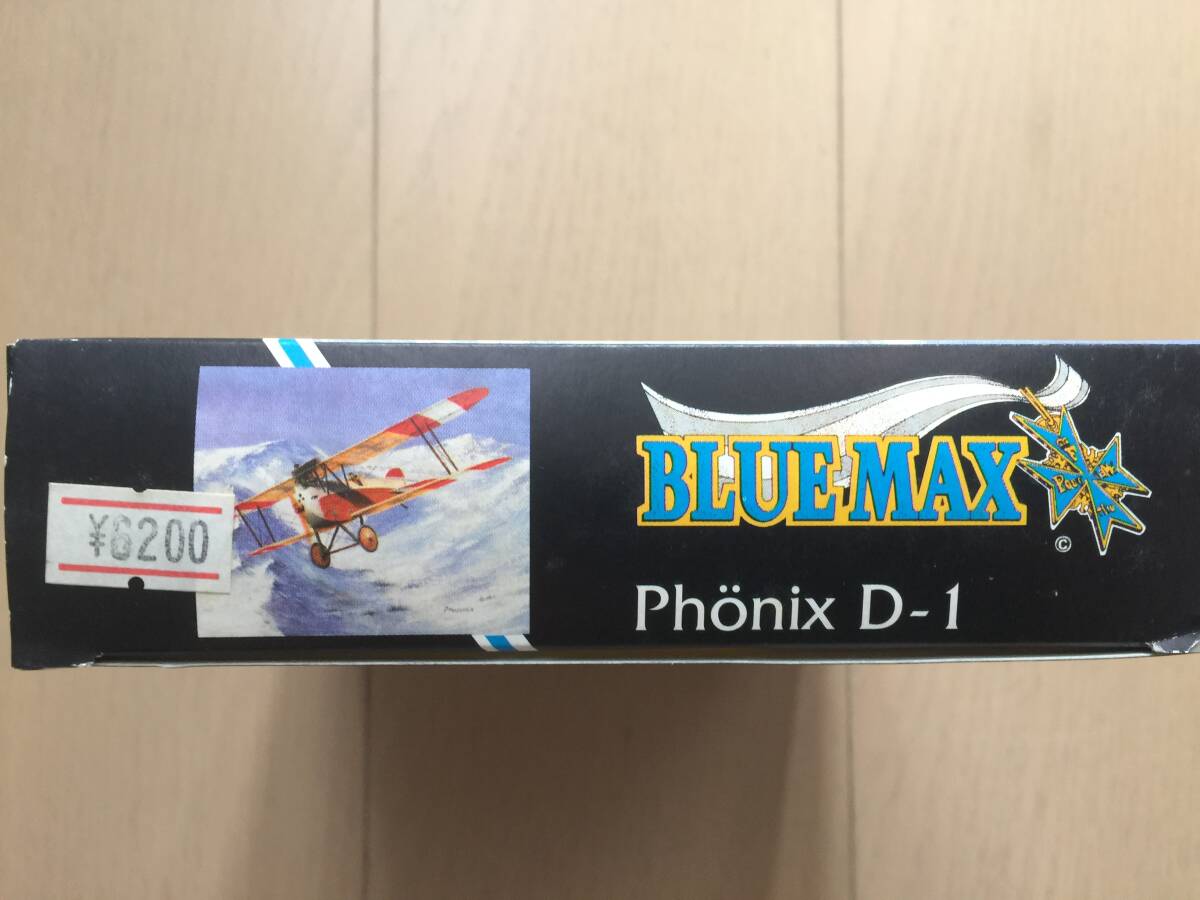 ¥6200
BLUE MAX
©
Phönix D-1